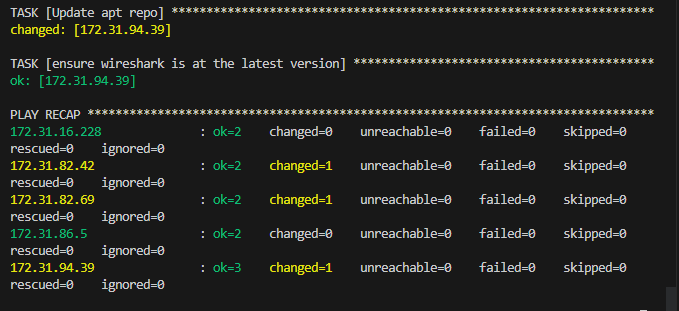 TASK [Update apt repo] *********************************************************************
changed: [172.31.94.39]
TASK [ensure wireshark is at the latest version] *******************************************
ok: [172.31.94.39]
PLAY RECAP *********************************************************************************
172.31.16.228 : ok=2 changed=0 unreachable=0 failed=0 skipped=0
rescued=0 ignored=0
172.31.82.42 : ok=2 changed=1 unreachable=0 failed=0 skipped=0
rescued=0 ignored=0
172.31.82.69 : ok=2 changed=1 unreachable=0 failed=0 skipped=0
rescued=0 ignored=0
172.31.86.5 : ok=2 changed=0 unreachable=0 failed=0 skipped=0
rescued=0 ignored=0
172.31.94.39 : ok=3 changed=1 unreachable=0 failed=0 skipped=0
rescued=0 ignored=0